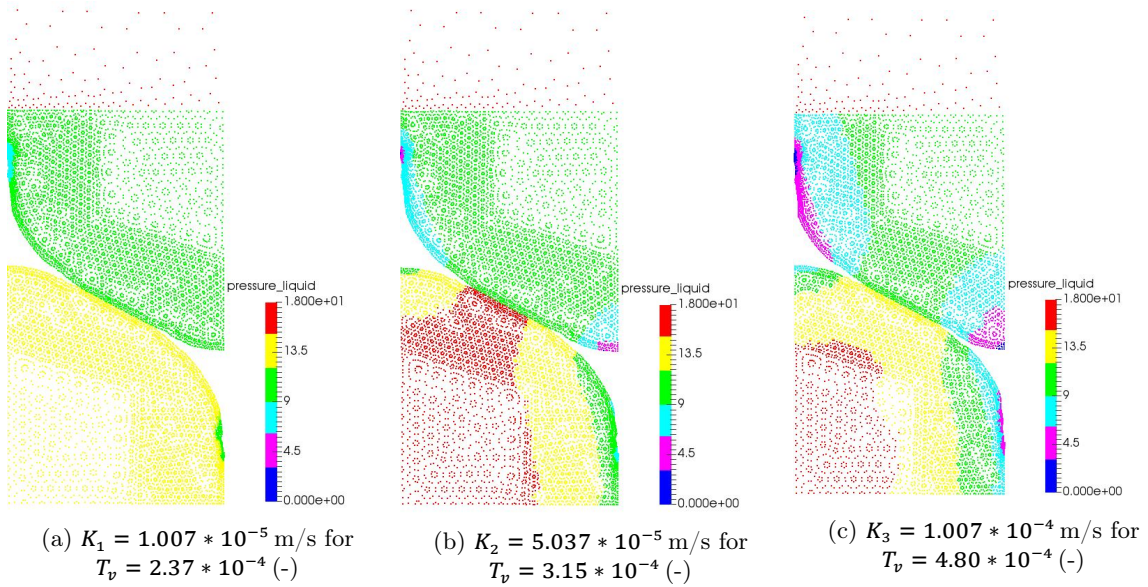 pressure_liquid
1.800e+01
13.5
9
4.5
0.000e+00
pressure_liquid
1.800e+01
13.5
9
4.5
0.000e+00
pressure_liquid
1.800e+01
13.5
9
4.5
0.000e+00
(a) K₁ = 1.007 * 10⁻⁵ m/s for
T_v = 2.37 * 10⁻⁴ (-)
(b) K₂ = 5.037 * 10⁻⁵ m/s for
T_v = 3.15 * 10⁻⁴ (-)
(c) K₃ = 1.007 * 10⁻⁴ m/s for
T_v = 4.80 * 10⁻⁴ (-)